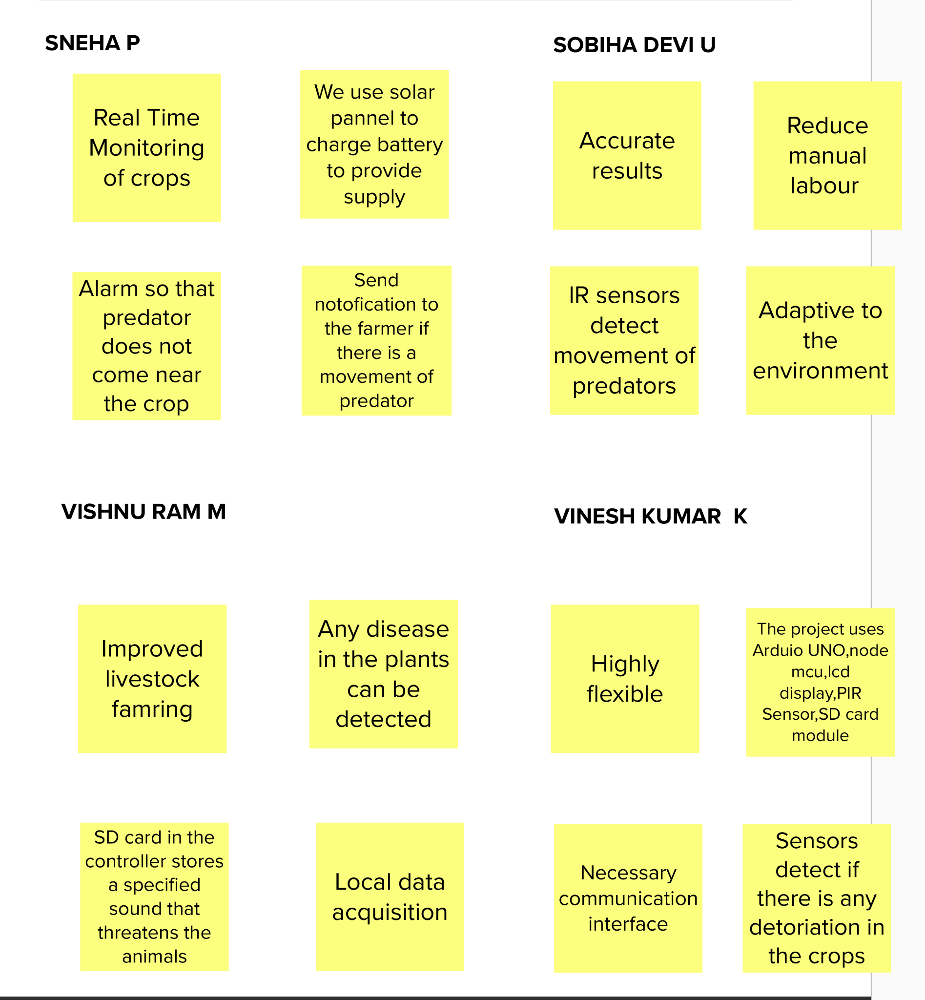 SNEHA P
Real Time
Monitoring
of crops
We use solar
pannel to
charge battery
to provide
supply
Alarm so that
predator
does not
come near
the crop
Send
notofication to
the farmer if
there is a
movement of
predator
SOBIHA DEVI U
Accurate
results
Reduce
manual
labour
IR sensors
detect
movement of
predators
Adaptive to
the
environment
VISHNU RAM M
Improved
livestock
famring
Any disease
in the plants
can be
detected
SD card in the
controller stores
a specified
sound that
threatens the
animals
Local data
acquisition
VINESH KUMAR  K
Highly
flexible
The project uses
Arduio UNO,node
mcu,lcd
display,PIR
Sensor,SD card
module
Necessary
communication
interface
Sensors
detect if
there is any
detoriation in
the crops